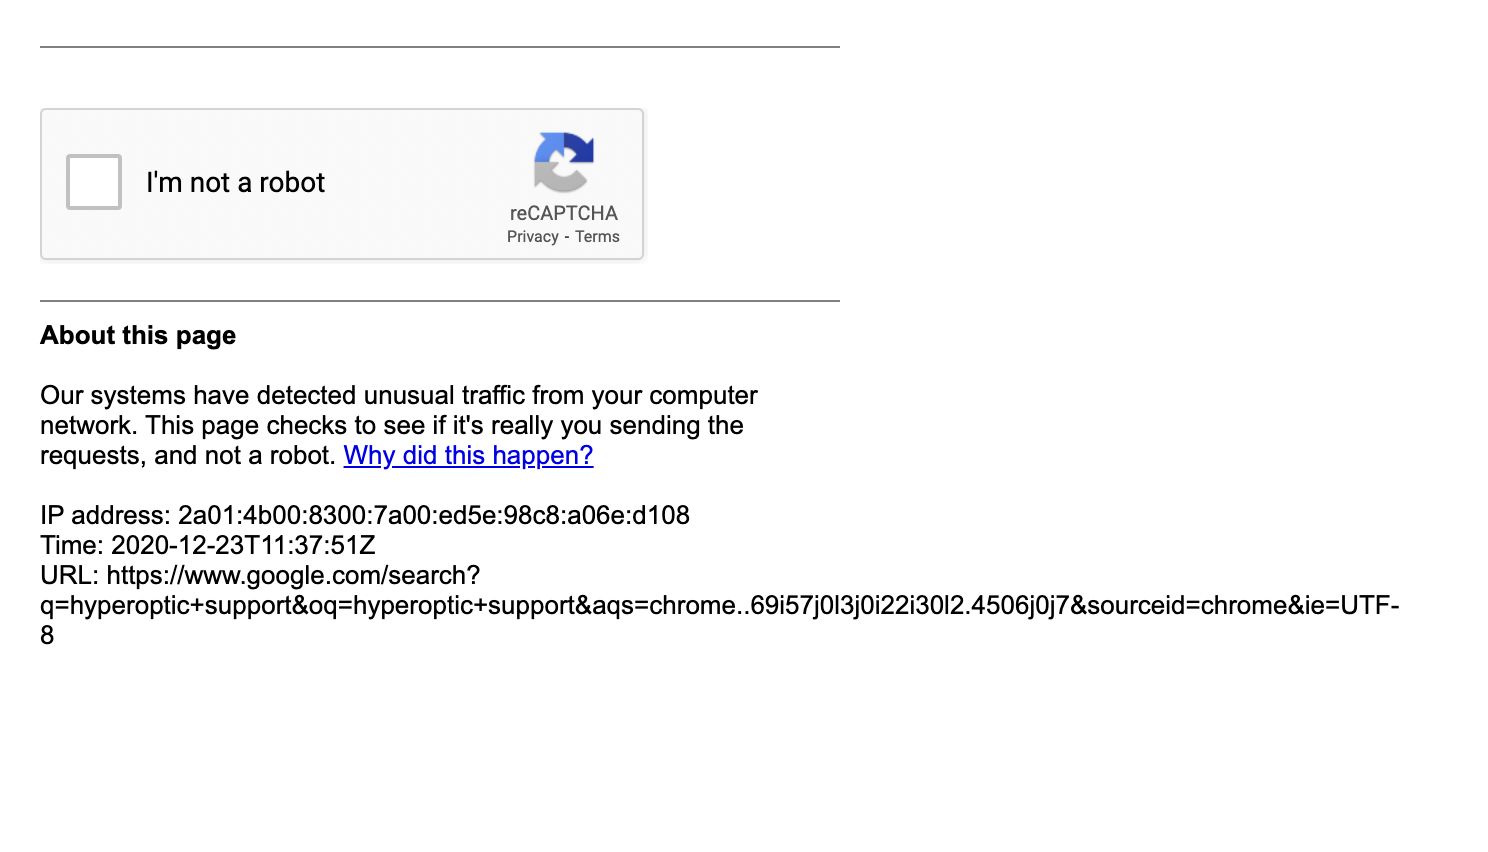 I'm not a robot
reCAPTCHA
Privacy - Terms
About this page
Our systems have detected unusual traffic from your computer
network. This page checks to see if it's really you sending the
requests, and not a robot. Why did this happen?
IP address: 2a01:4b00:8300:7a00:ed5e:98c8:a06e:d108
Time: 2020-12-23T11:37:51Z
URL: https://www.google.com/search?
q=hyperoptic+support&oq=hyperoptic+support&aqs=chrome..69i57j0l3j0i22i30l2.4506j0j7&sourceid=chrome&ie=UTF-
8